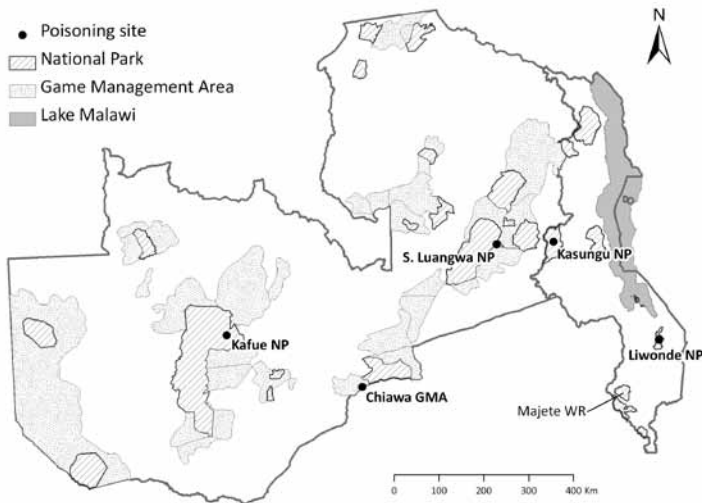 Poisoning site
National Park
Game Management Area
Lake Malawi
N
S. Luangwa NP
Kasungu NP
Kafue NP
Liwonde NP
Chiawa GMA
Majete WR
0 100 200 300 400 Km